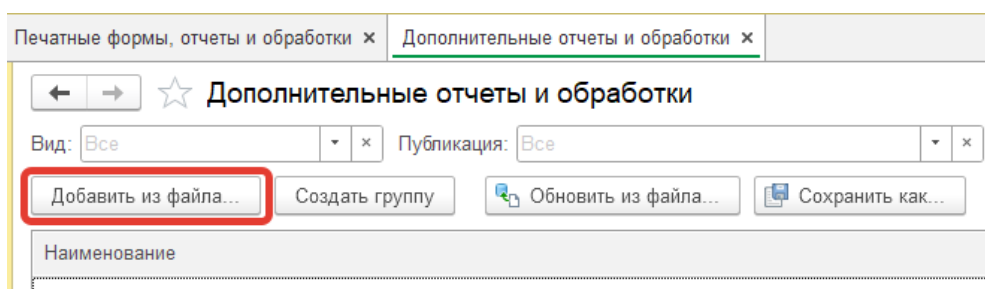 Печатные формы, отчеты и обработки × Дополнительные отчеты и обработки ×
Дополнительные отчеты и обработки
Вид: Все Публикация: Все
Добавить из файла... Создать группу Обновить из файла... Сохранить как...
Наименование